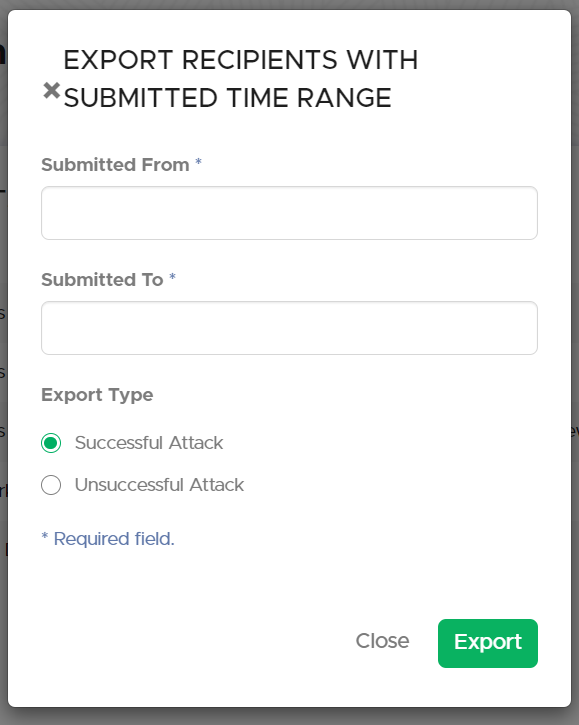 EXPORT RECIPIENTS WITH
SUBMITTED TIME RANGE
Submitted From *
Submitted To *
Export Type
Successful Attack
Unsuccessful Attack
* Required field.
Close
Export